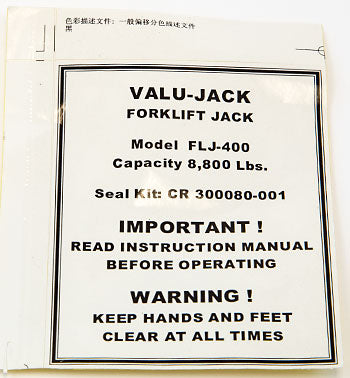 色彩描述文件：一般偏移分色描述文件
黑
VALU-JACK
FORKLIFT JACK
Model FLJ-400
Capacity 8,800 Lbs.
Seal Kit: CR 300080-001
IMPORTANT !
READ INSTRUCTION MANUAL
BEFORE OPERATING
WARNING !
KEEP HANDS AND FEET
CLEAR AT ALL TIMES